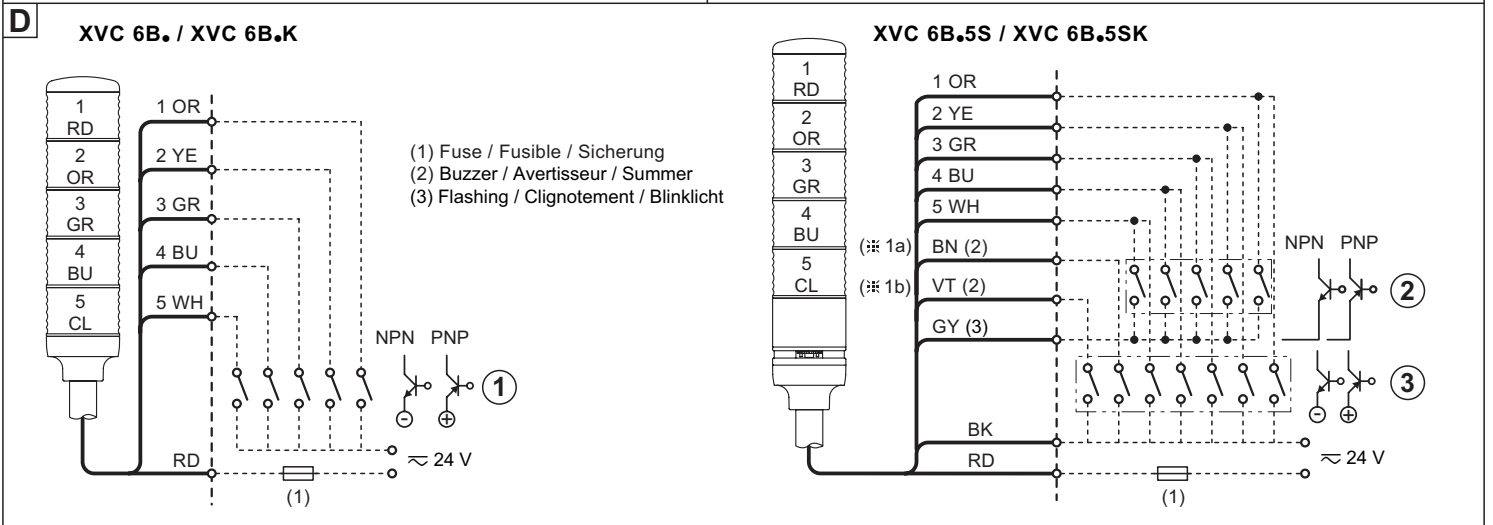 D
XVC 6B• / XVC 6B•K
1
RD
2
OR
3
GR
4
BU
5
CL
1 OR
2 YE
3 GR
4 BU
5 WH
RD
(1) Fuse / Fusible / Sicherung
(2) Buzzer / Avertisseur / Summer
(3) Flashing / Clignotement / Blinklicht
NPN PNP
1
⊖ ⊕
≂ 24 V
(1)
XVC 6B•5S / XVC 6B•5SK
1
RD
2
OR
3
GR
4
BU
5
CL
1 OR
2 YE
3 GR
4 BU
5 WH
(※ 1a) BN (2)
(※ 1b) VT (2)
GY (3)
BK
RD
NPN PNP
2
3
⊖ ⊕
≂ 24 V
(1)